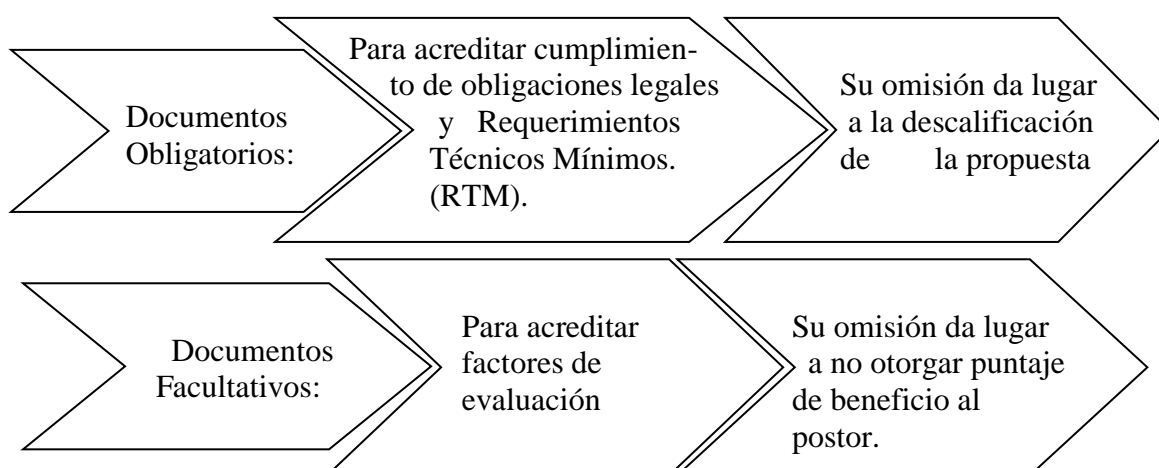 Documentos
Obligatorios:
Para acreditar cumplimien-
to de obligaciones legales
y Requerimientos
Técnicos Mínimos.
(RTM).
Su omisión da lugar
a la descalificación
de la propuesta
Documentos
Facultativos:
Para acreditar
factores de
evaluación
Su omisión da lugar
a no otorgar puntaje
de beneficio al
postor.